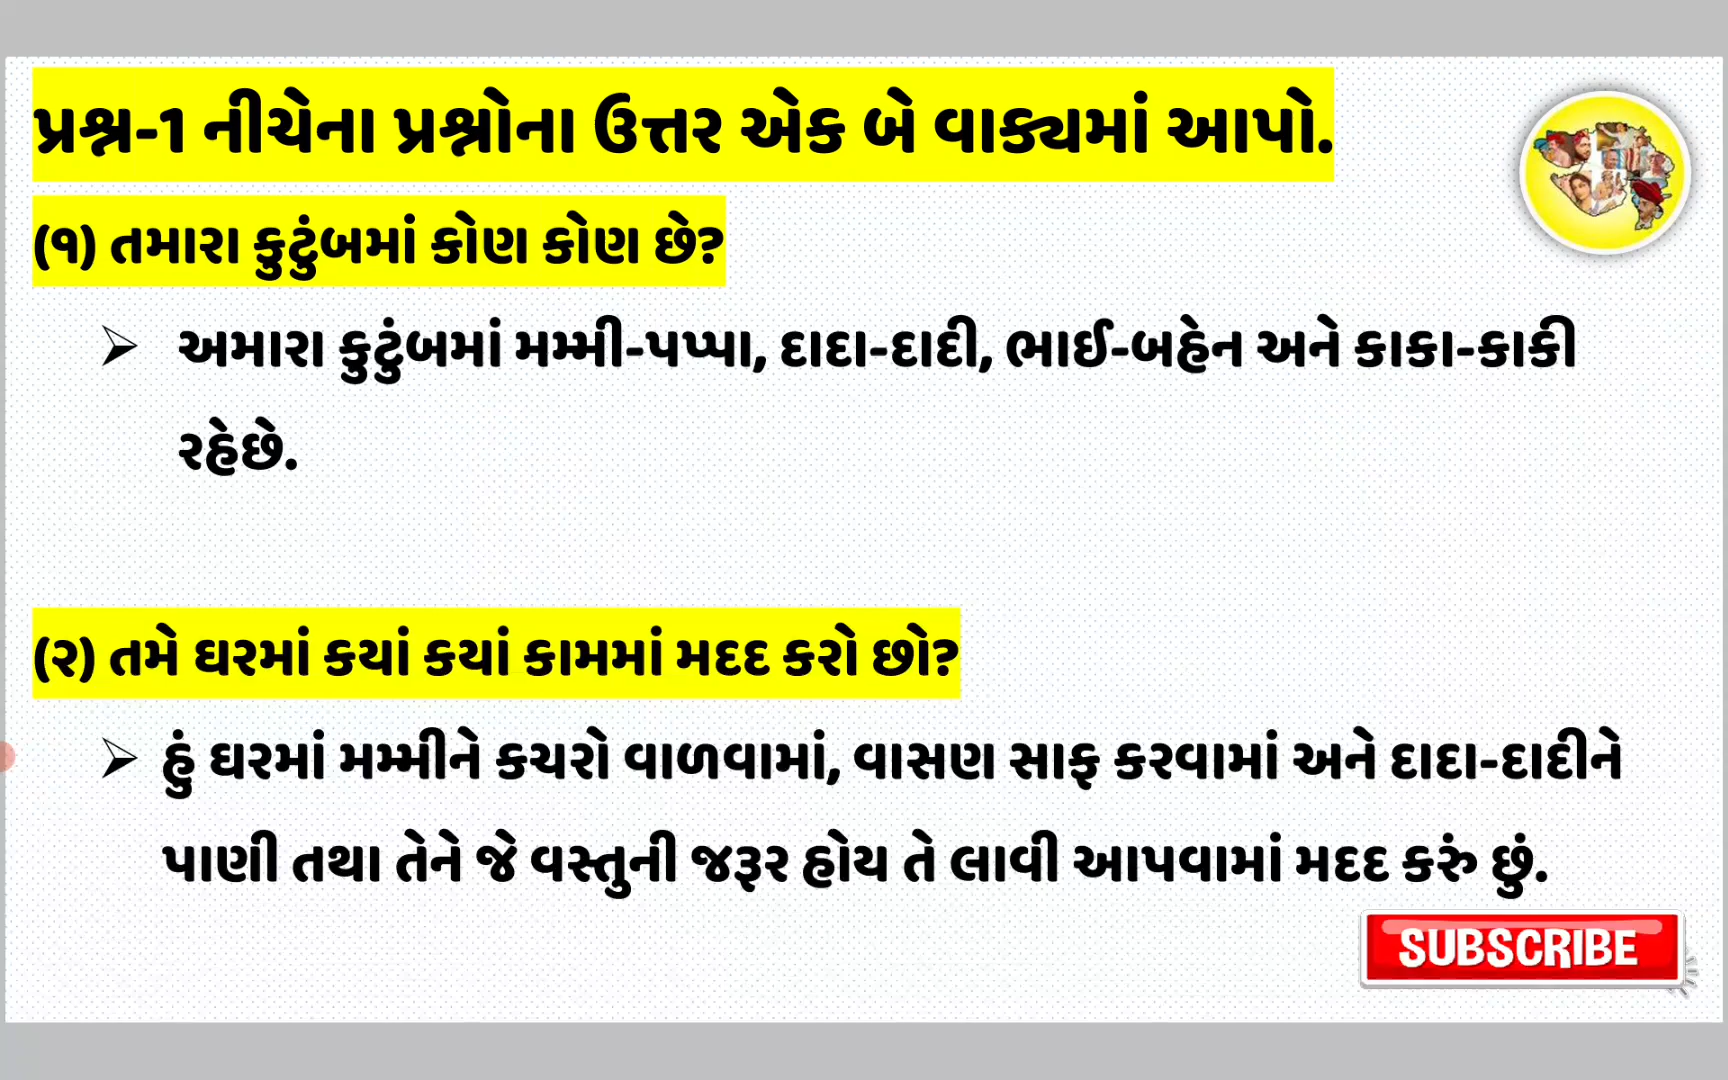 પ્રશ્ન-1 નીચેના પ્રશ્નોના ઉત્તર એક બે વાક્યમાં આપો.
(૧) તમારા કુટુંબમાં કોણ કોણ છે?
➢ અમારા કુટુંબમાં મમ્મી-પપ્પા, દાદા-દાદી, ભાઈ-બહેન અને કાકા-કાકી
રહેછે.
(૨) તમે ઘરમાં કયાં કયાં કામમાં મદદ કરો છો?
➢ હું ઘરમાં મમ્મીને કચરો વાળવામાં, વાસણ સાફ કરવામાં અને દાદા-દાદીને
પાણી તથા તેને જે વસ્તુની જરૂર હોય તે લાવી આપવામાં મદદ કરું છું.
SUBSCRIBE